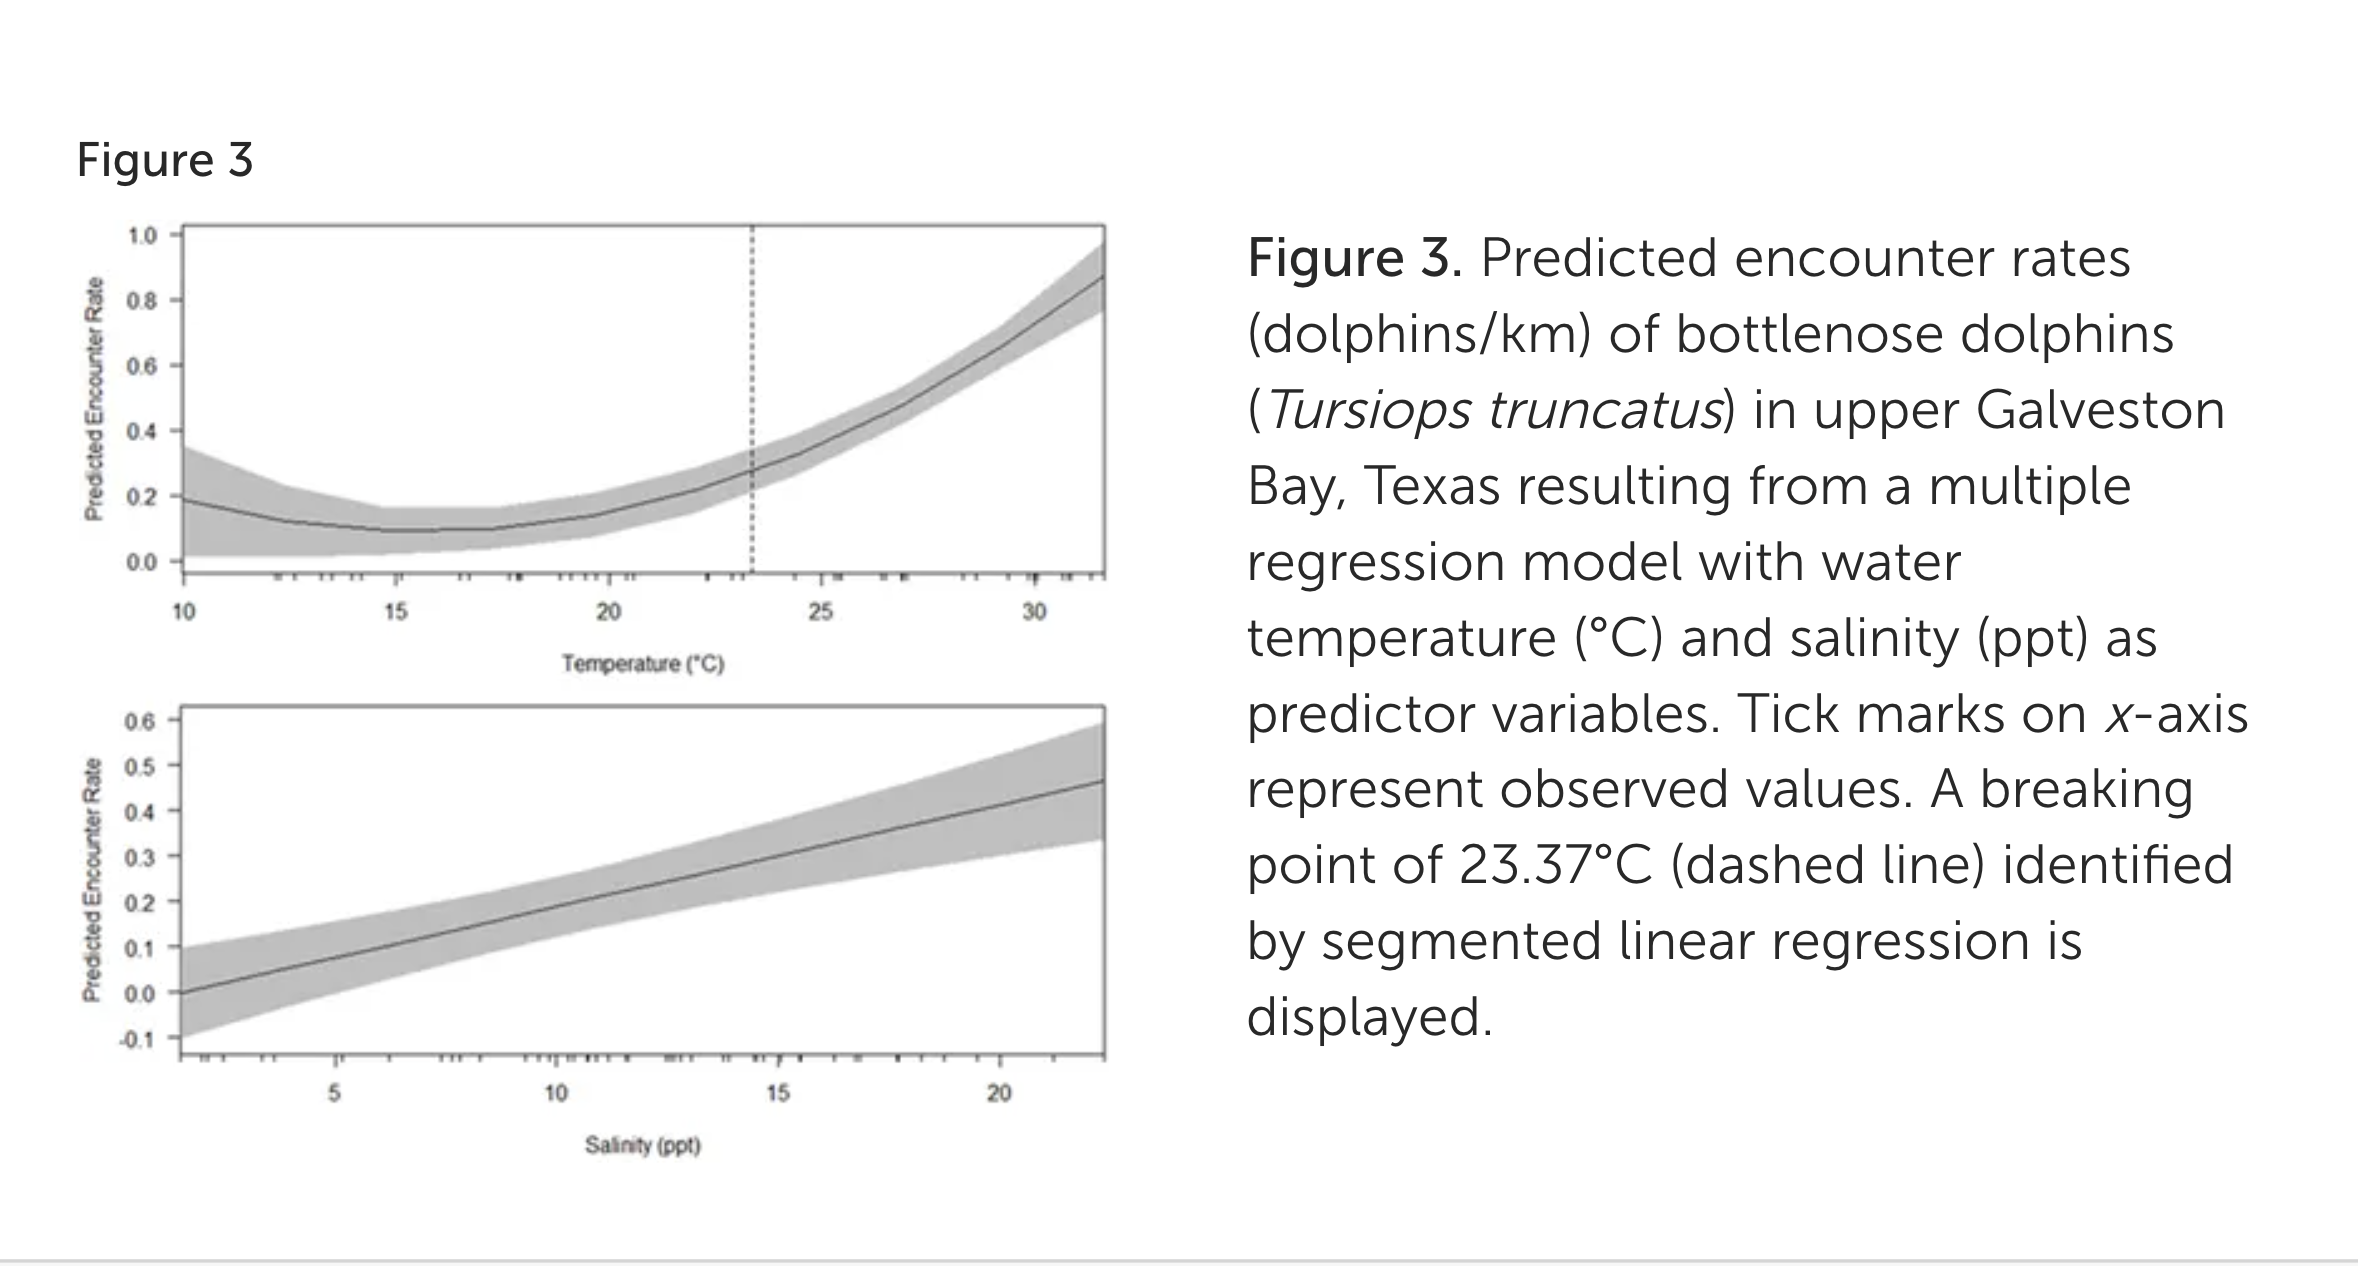 Figure 3
1.0
0.8
0.6
0.4
0.2
0.0
Predicted Encounter Rate
10 15 20 25 30
Temperature (°C)
0.6
0.5
0.4
0.3
0.2
0.1
0.0
-0.1
Predicted Encounter Rate
5 10 15 20
Salinity (ppt)
Figure 3. Predicted encounter rates
(dolphins/km) of bottlenose dolphins
(Tursiops truncatus) in upper Galveston
Bay, Texas resulting from a multiple
regression model with water
temperature (°C) and salinity (ppt) as
predictor variables. Tick marks on x-axis
represent observed values. A breaking
point of 23.37°C (dashed line) identified
by segmented linear regression is
displayed.